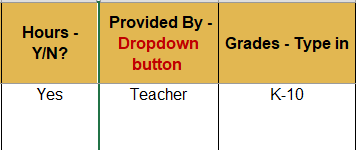 Hours -
Y/N?
Provided By -
Dropdown
button
Grades - Type in
Yes
Teacher
K-10